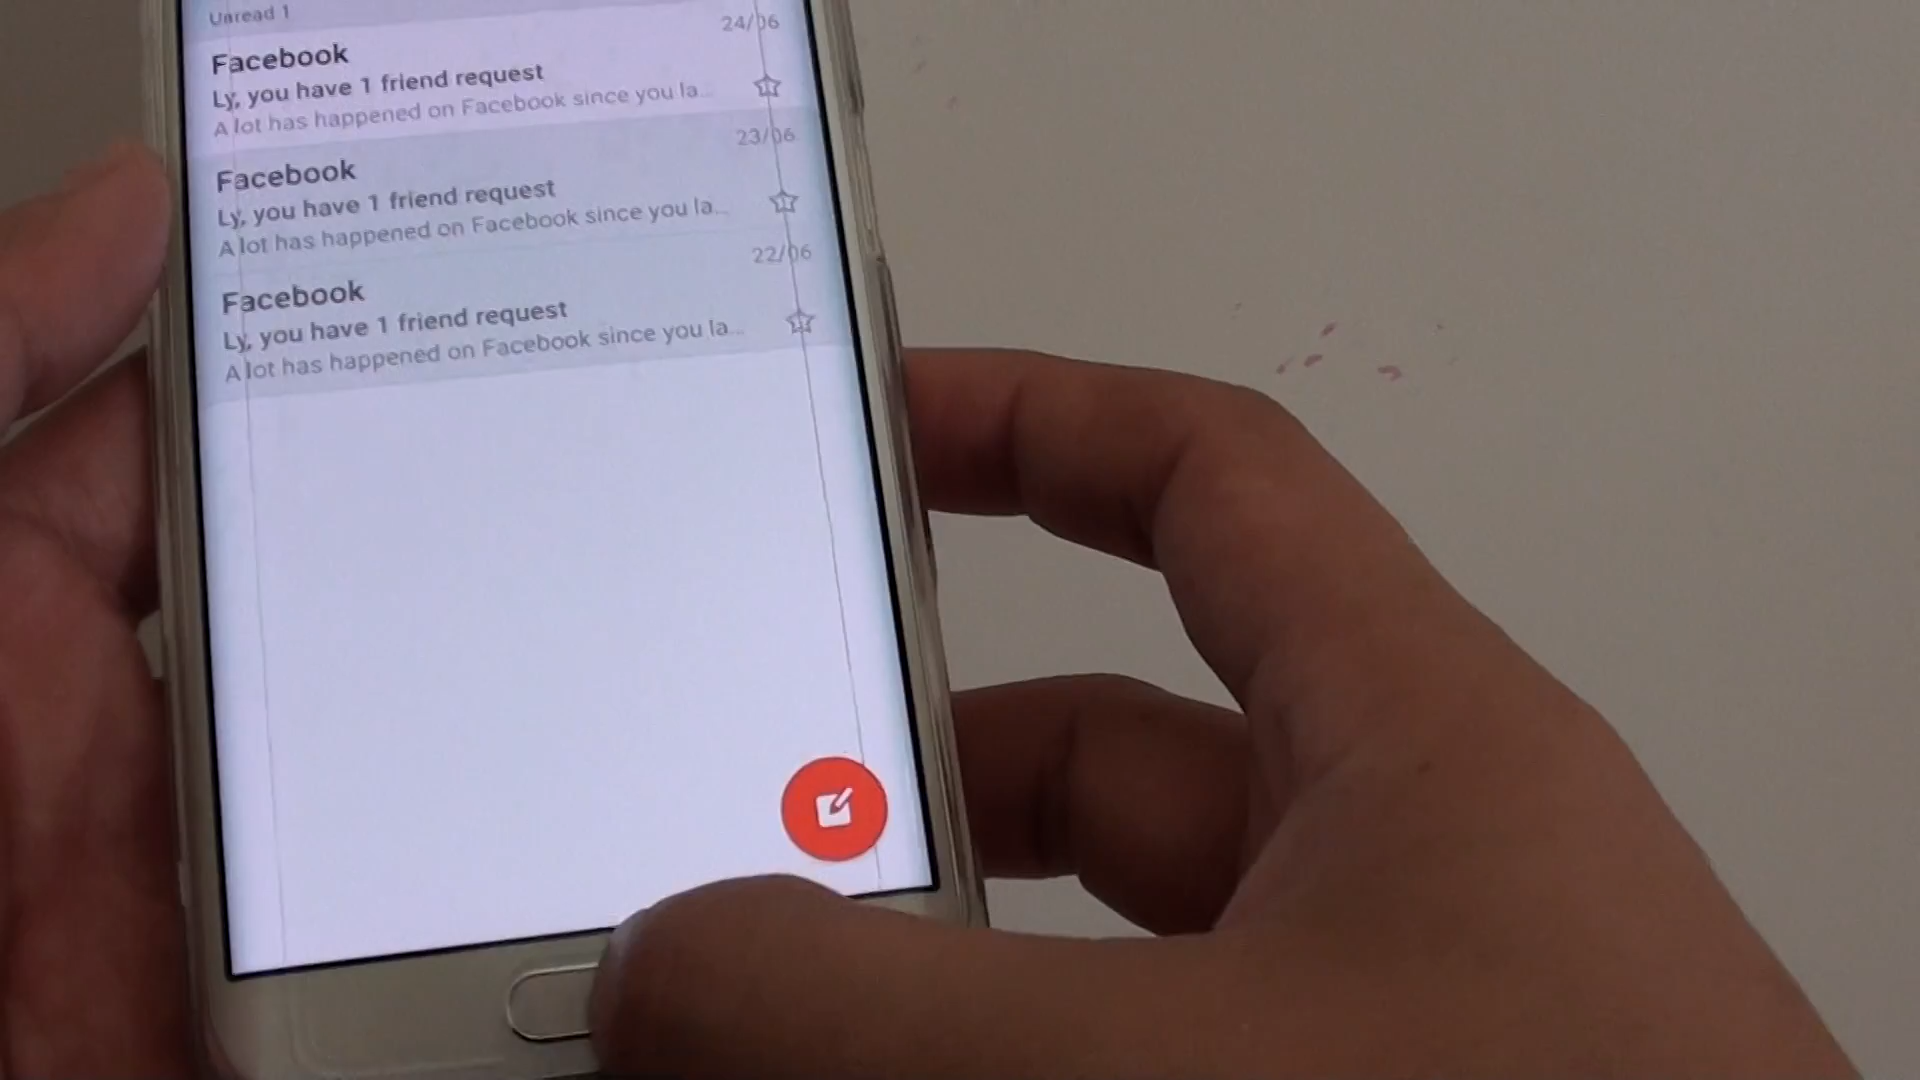 Unread 1
24/06
Facebook
Ly, you have 1 friend request
A lot has happened on Facebook since you la...
23/06
Facebook
Ly, you have 1 friend request
A lot has happened on Facebook since you la...
22/06
Facebook
Ly, you have 1 friend request
A lot has happened on Facebook since you la...